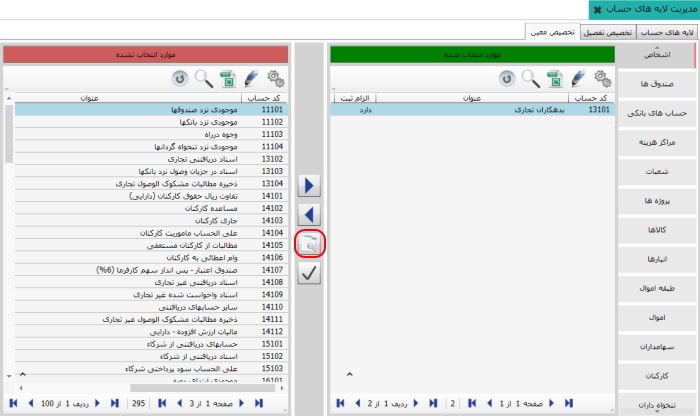 مدیریت لایه های حساب
لایه های حساب
تخصیص تفصیل
تخصیص معین
اشخاص
صندوق ها
حساب های بانکی
مراکز هزینه
شعبات
پروژه ها
کالاها
انبارها
طبقه اموال
اموال
سهامداران
کارکنان
تنخواه داران
موارد انتخاب شده
کد حساب عنوان الزام ثبت
13101 بدهکاران تجاری دارد
صفحه 1 از 1
2
ردیف 1 از 2
موارد انتخاب نشده
کد حساب عنوان
11101 موجودی نزد صندوقها
11102 موجودی نزد بانکها
11103 وجوه درراه
11104 موجودی نزد تنخواه گردانها
13102 اسناد دریافتنی تجاری
13103 اسناد در جریان وصول نزد بانکها
13104 ذخیره مطالبات مشکوک الوصول تجاری
14101 تفاوت ریال حقوق کارکنان (دارایی)
14102 مساعده کارکنان
14103 جاری کارکنان
14104 علی الحساب ماموریت کارکنان
14105 مطالبات از کارکنان مستعفی
14106 وام اعطائی به کارکنان
14107 صندوق اعتبار - پس انداز سهم کارفرما (6%)
14108 اسناد دریافتنی غیر تجاری
14109 اسناد واخواست شده غیر تجاری
14110 سایر حسابهای دریافتنی
14111 ذخیره مطالبات مشکوک الوصول غیر تجاری
14112 مالیات ارزش افزوده - دارایی
15101 حسابهای دریافتنی از شرکاء
15102 اسناد دریافتنی از شرکاء
15103 علی الحساب سود پرداختنی شرکاء
16101 موجودی ابتدای دوره
صفحه 1 از 3
295
ردیف 1 از 100